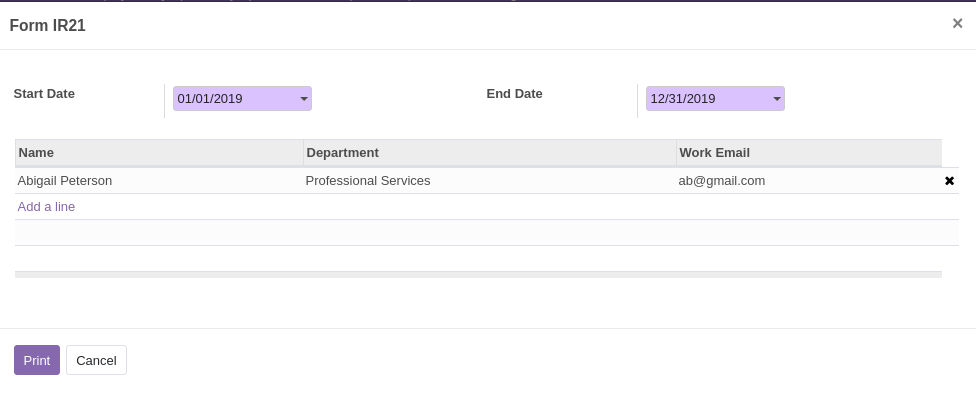 Form IR21 ×
Start Date 01/01/2019 End Date 12/31/2019
Name Department Work Email
Abigail Peterson Professional Services ab@gmail.com ✖
Add a line
Print Cancel